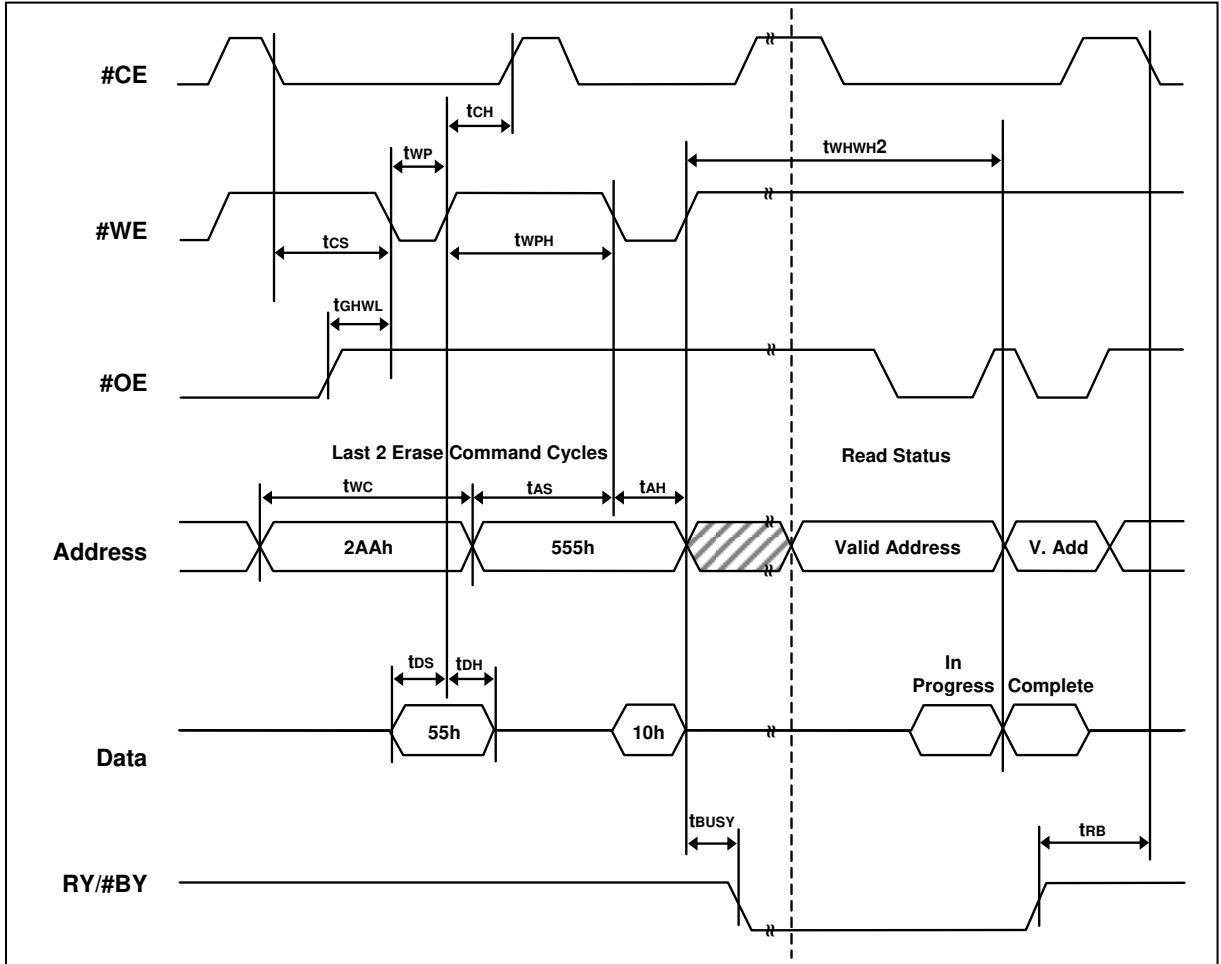 #CE
tCH
tWP
tWHWH2
#WE
tCS
tWPH
tGHWL
#OE
Last 2 Erase Command Cycles
Read Status
tWC
tAS
tAH
Address
2AAh
555h
Valid Address
V. Add
tDS
tDH
In
Progress
Complete
55h
10h
Data
tBUSY
tRB
RY/#BY